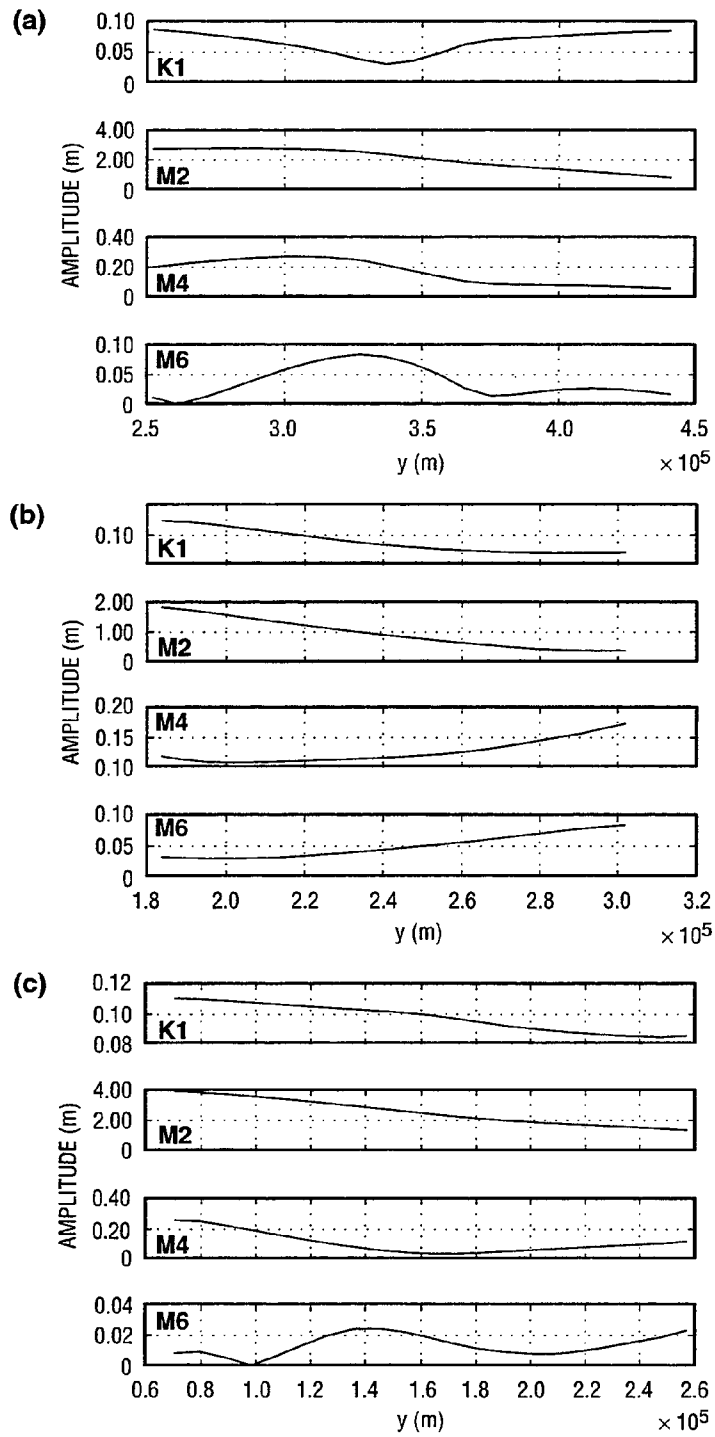 (a)
0.10
0.05
0
K1
4.00
2.00
0
M2
AMPLITUDE (m)
0.40
0.20
0
M4
0.10
0.05
0
M6
2.5 3.0 3.5 4.0 4.5
y (m) × 10⁵
(b)
0.10
K1
2.00
1.00
0
M2
AMPLITUDE (m)
0.20
0.15
0.10
M4
0.10
0.05
0
M6
1.8 2.0 2.2 2.4 2.6 2.8 3.0 3.2
y (m) × 10⁵
(c)
0.12
0.10
0.08
K1
4.00
2.00
0
M2
AMPLITUDE (m)
0.40
0.20
0
M4
0.04
0.02
0
M6
0.6 0.8 1.0 1.2 1.4 1.6 1.8 2.0 2.2 2.4 2.6
y (m) × 10⁵